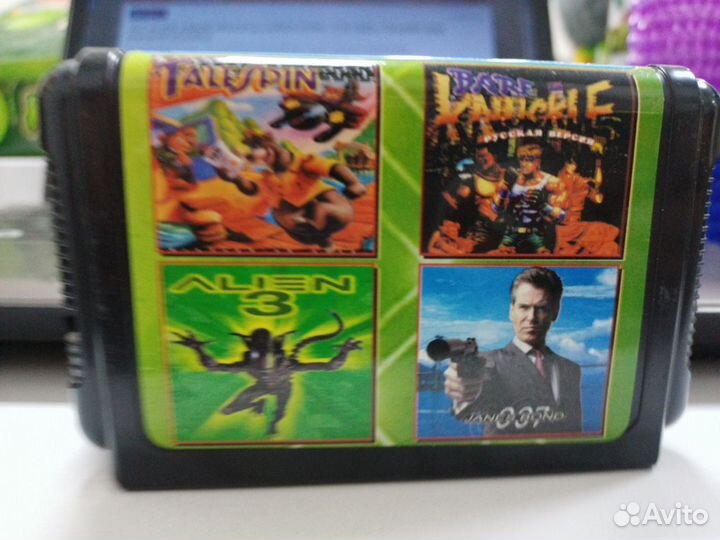 TALESPIN
BARE
KNUCKLE
РУССКАЯ ВЕРСИЯ
ALIEN
3
007
JAMES BOND
Avito